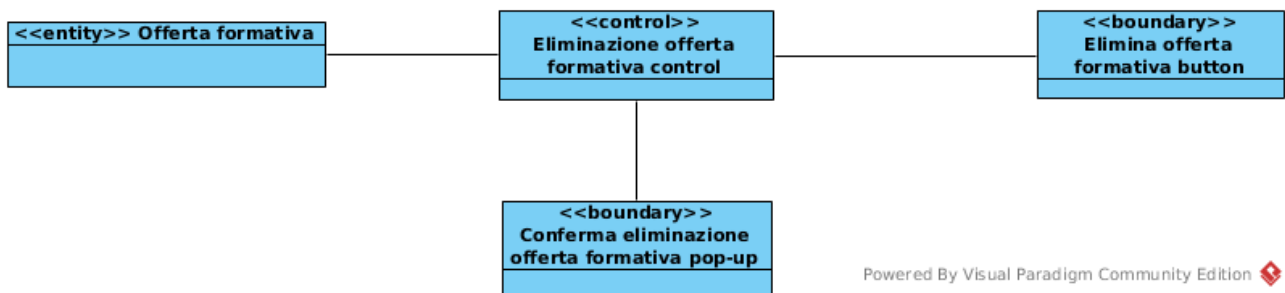 <<entity>> Offerta formativa
<<control>>
Eliminazione offerta
formativa control
<<boundary>>
Elimina offerta
formativa button
<<boundary>>
Conferma eliminazione
offerta formativa pop-up
Powered By Visual Paradigm Community Edition